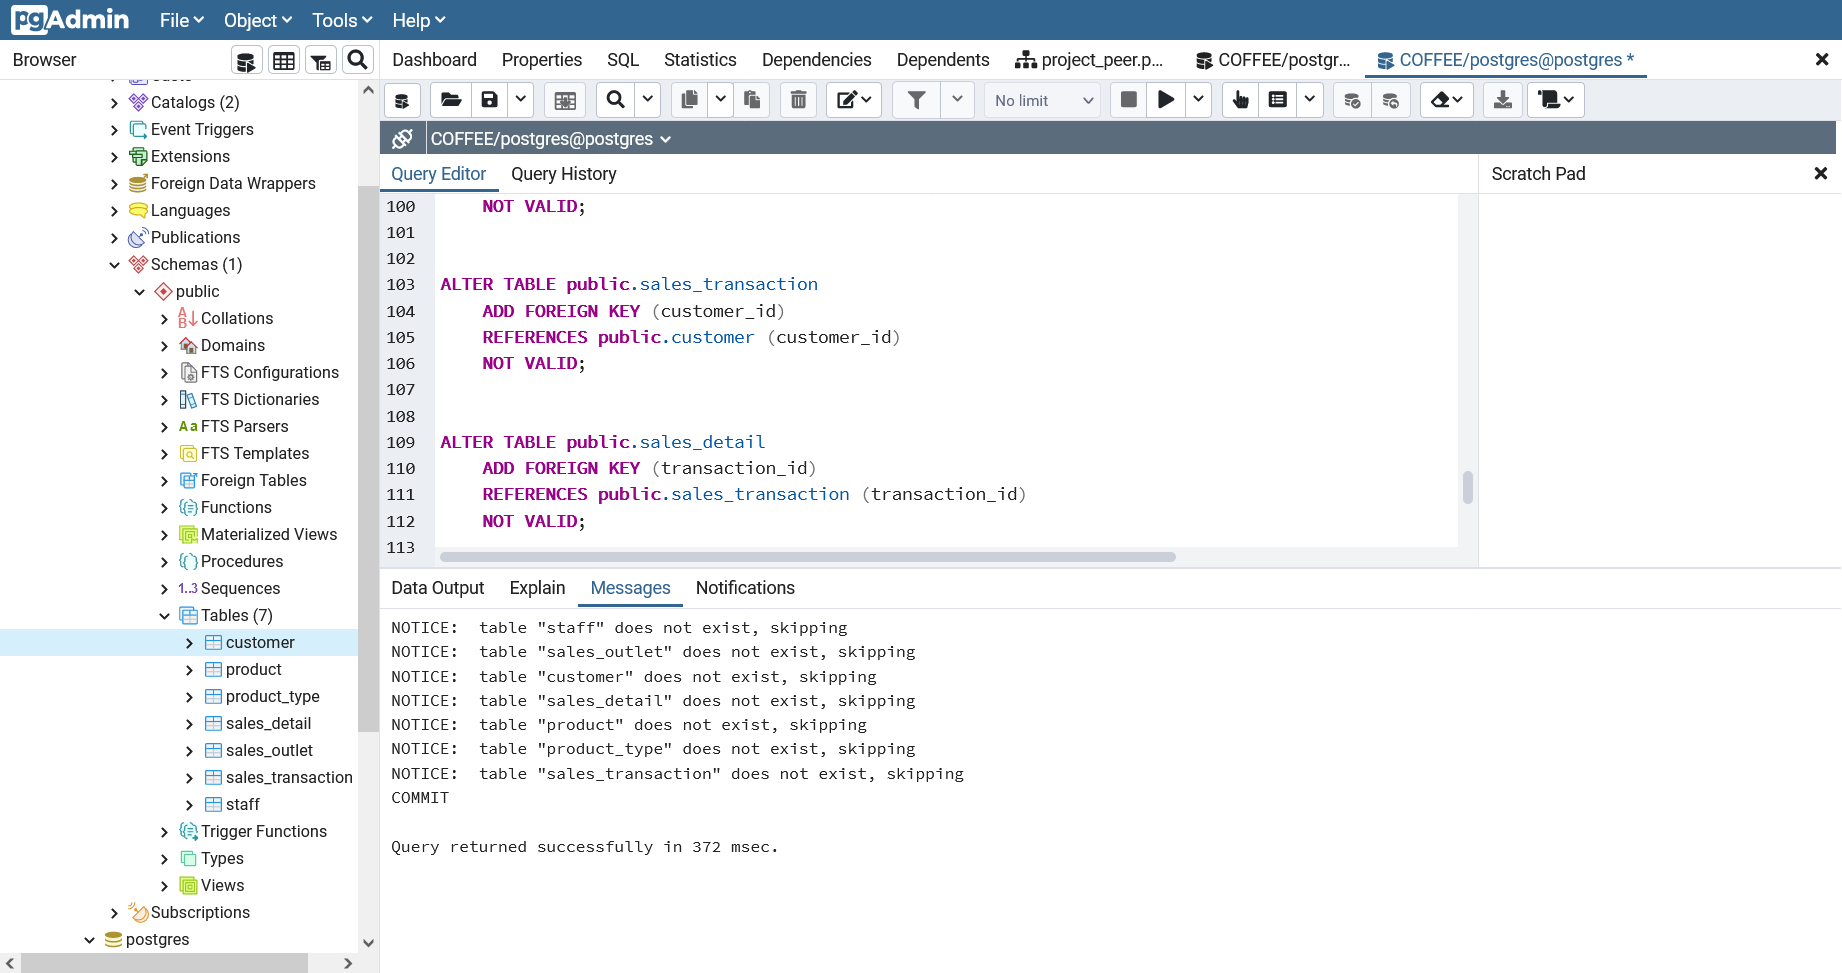 pgAdmin File Object Tools Help
Browser
Dashboard Properties SQL Statistics Dependencies Dependents project_peer.p... COFFEE/postgr... COFFEE/postgres@postgres *
No limit
COFFEE/postgres@postgres
Query Editor Query History
Scratch Pad
Catalogs (2)
Event Triggers
Extensions
Foreign Data Wrappers
Languages
Publications
Schemas (1)
public
Collations
Domains
FTS Configurations
FTS Dictionaries
Aa FTS Parsers
FTS Templates
Foreign Tables
Functions
Materialized Views
Procedures
1..3 Sequences
Tables (7)
customer
product
product_type
sales_detail
sales_outlet
sales_transaction
staff
Trigger Functions
Types
Views
Subscriptions
postgres
100 NOT VALID;
101
102
103 ALTER TABLE public.sales_transaction
104 ADD FOREIGN KEY (customer_id)
105 REFERENCES public.customer (customer_id)
106 NOT VALID;
107
108
109 ALTER TABLE public.sales_detail
110 ADD FOREIGN KEY (transaction_id)
111 REFERENCES public.sales_transaction (transaction_id)
112 NOT VALID;
113
Data Output Explain Messages Notifications
NOTICE: table "staff" does not exist, skipping
NOTICE: table "sales_outlet" does not exist, skipping
NOTICE: table "customer" does not exist, skipping
NOTICE: table "sales_detail" does not exist, skipping
NOTICE: table "product" does not exist, skipping
NOTICE: table "product_type" does not exist, skipping
NOTICE: table "sales_transaction" does not exist, skipping
COMMIT
Query returned successfully in 372 msec.